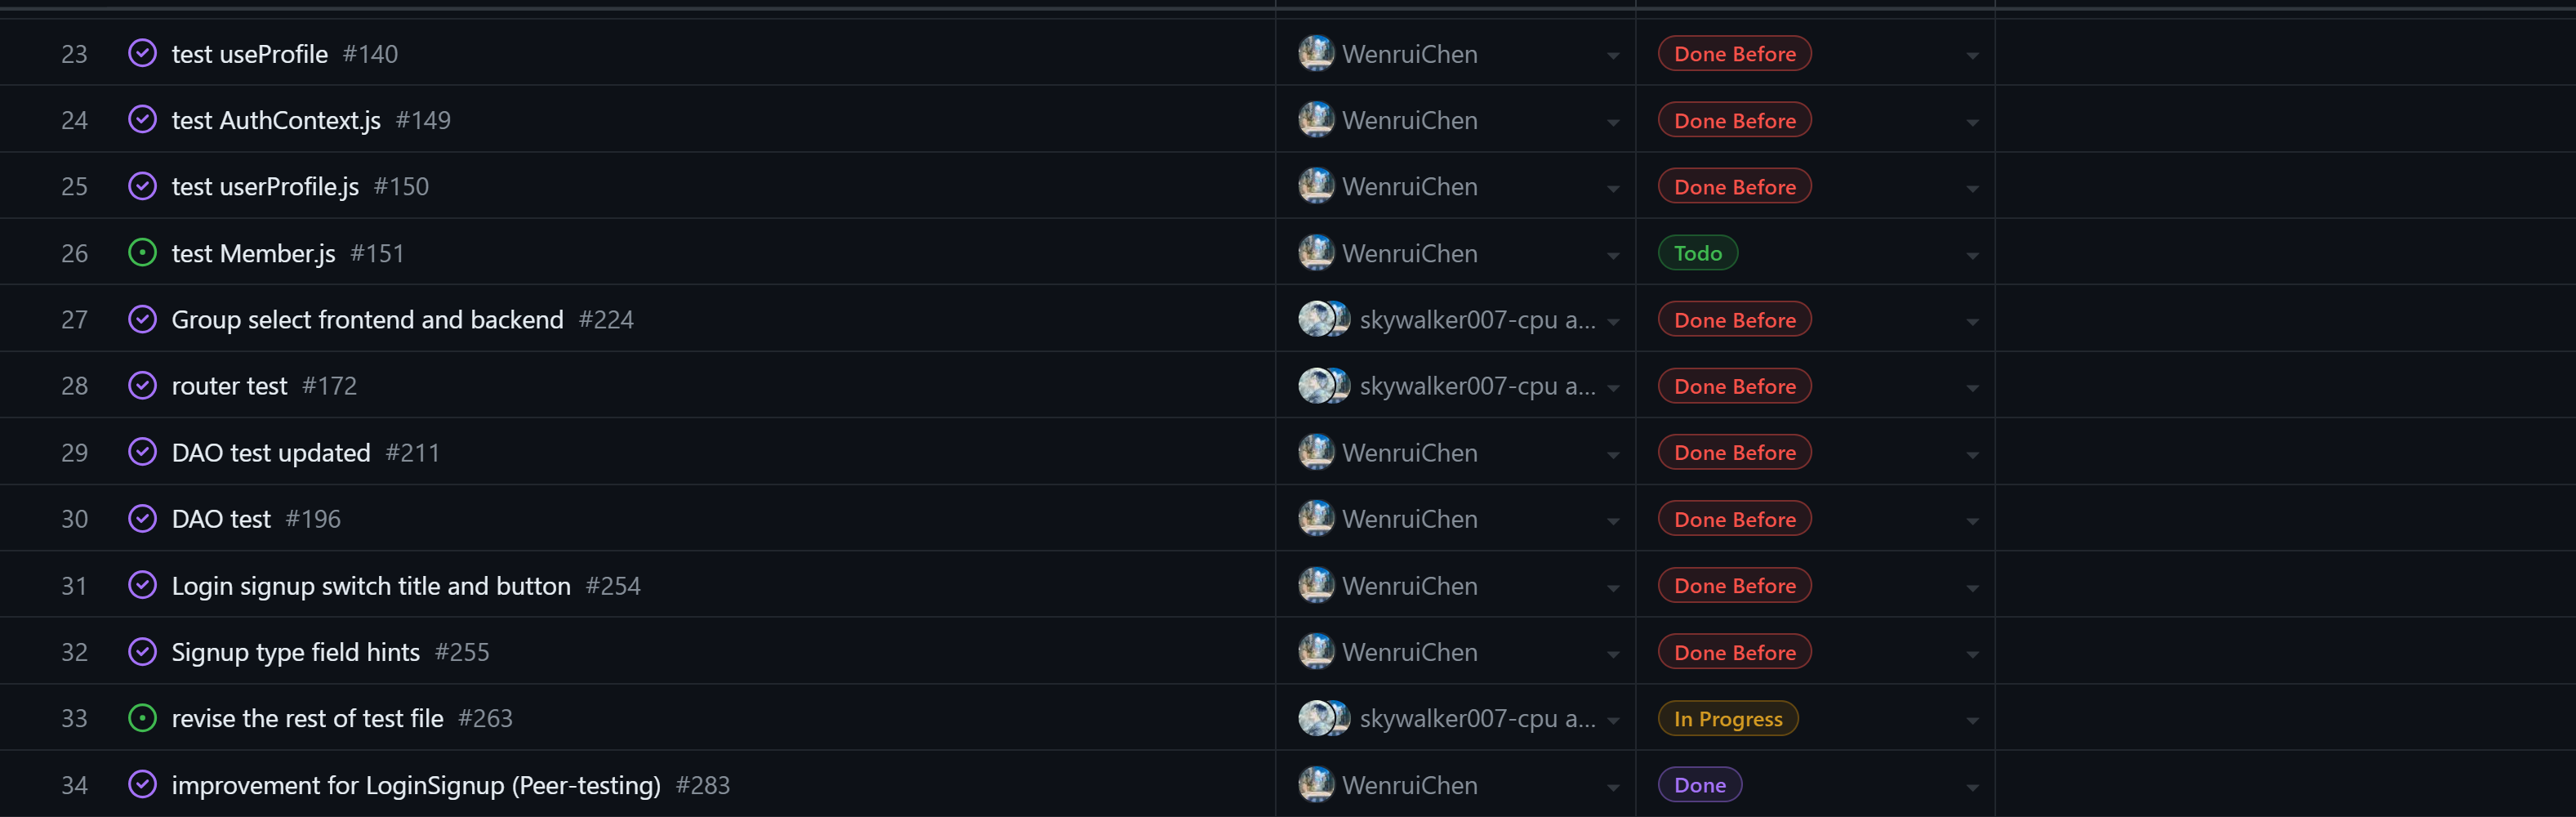 23 test useProfile #140 WenruiChen Done Before
24 test AuthContext.js #149 WenruiChen Done Before
25 test userProfile.js #150 WenruiChen Done Before
26 test Member.js #151 WenruiChen Todo
27 Group select frontend and backend #224 skywalker007-cpu a... Done Before
28 router test #172 skywalker007-cpu a... Done Before
29 DAO test updated #211 WenruiChen Done Before
30 DAO test #196 WenruiChen Done Before
31 Login signup switch title and button #254 WenruiChen Done Before
32 Signup type field hints #255 WenruiChen Done Before
33 revise the rest of test file #263 skywalker007-cpu a... In Progress
34 improvement for LoginSignup (Peer-testing) #283 WenruiChen Done